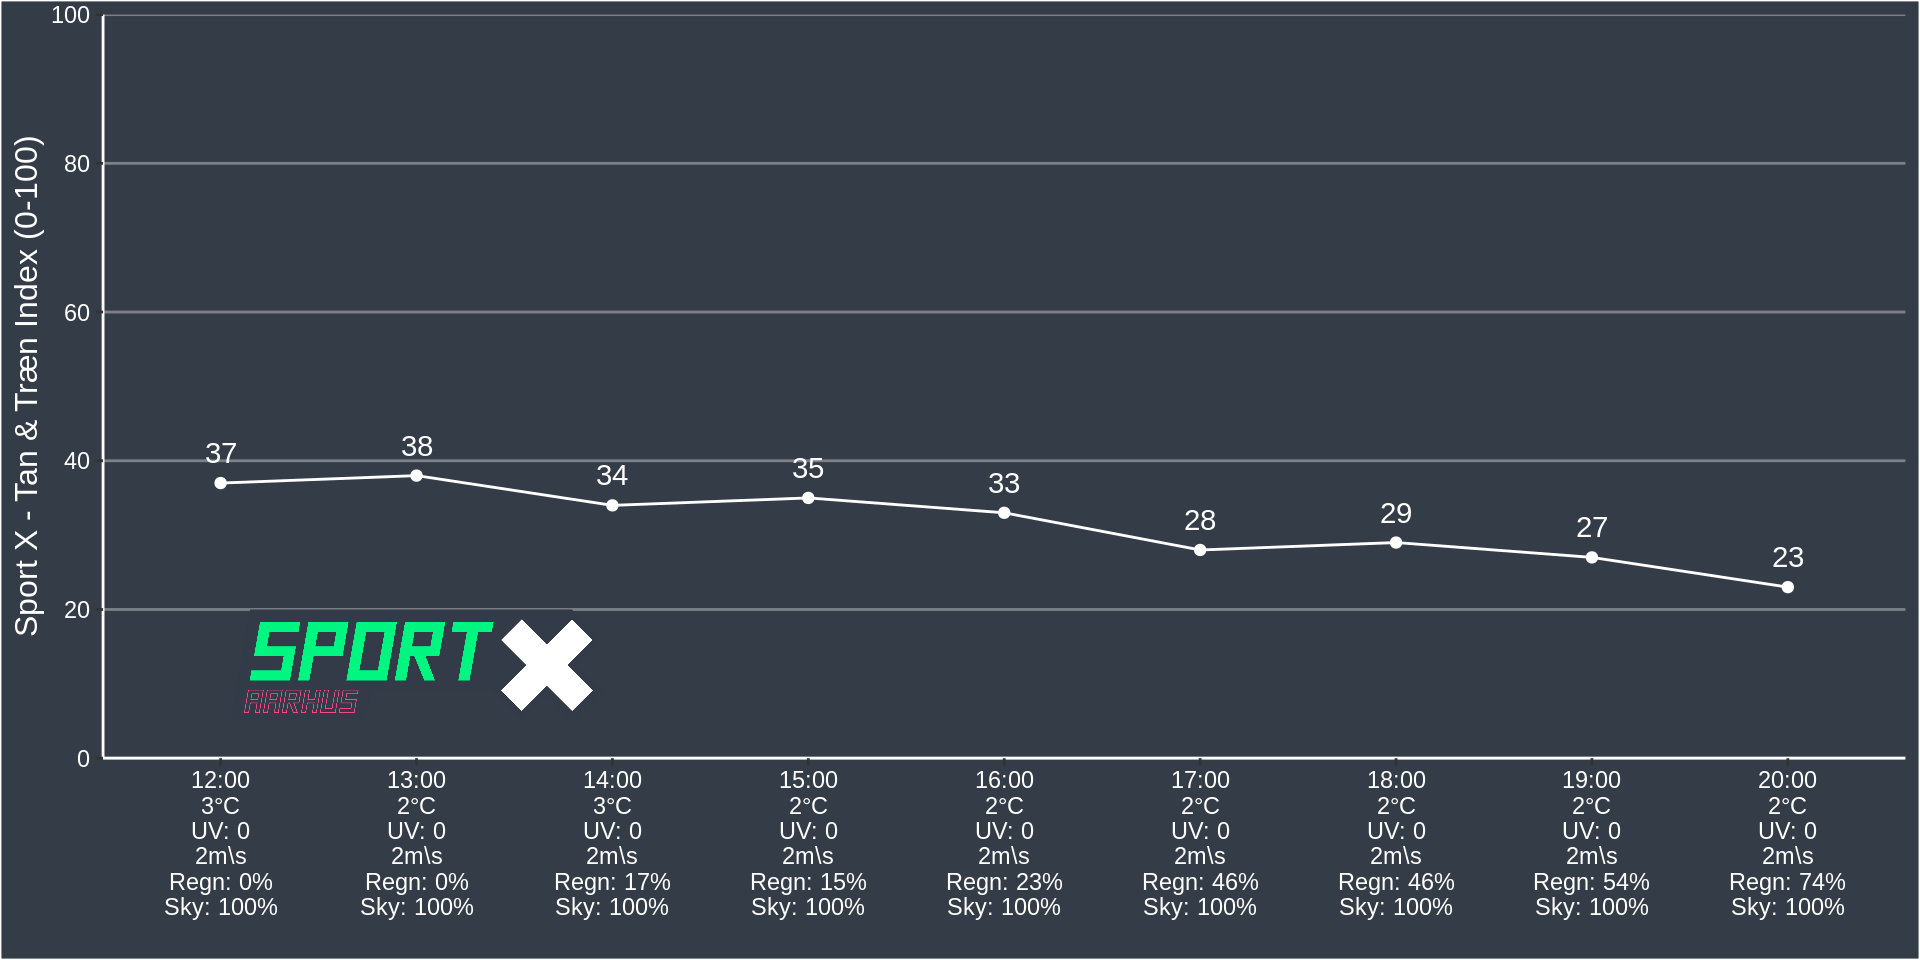 Sport X - Tan & Træn Index (0-100)
100
80
60
40
20
0
37 38 34 35 33 28 29 27 23
SPORT X
AARHUS
12:00 13:00 14:00 15:00 16:00 17:00 18:00 19:00 20:00
3°C 2°C 3°C 2°C 2°C 2°C 2°C 2°C 2°C
UV: 0 UV: 0 UV: 0 UV: 0 UV: 0 UV: 0 UV: 0 UV: 0 UV: 0
2m\s 2m\s 2m\s 2m\s 2m\s 2m\s 2m\s 2m\s 2m\s
Regn: 0% Regn: 0% Regn: 17% Regn: 15% Regn: 23% Regn: 46% Regn: 46% Regn: 54% Regn: 74%
Sky: 100% Sky: 100% Sky: 100% Sky: 100% Sky: 100% Sky: 100% Sky: 100% Sky: 100% Sky: 100%